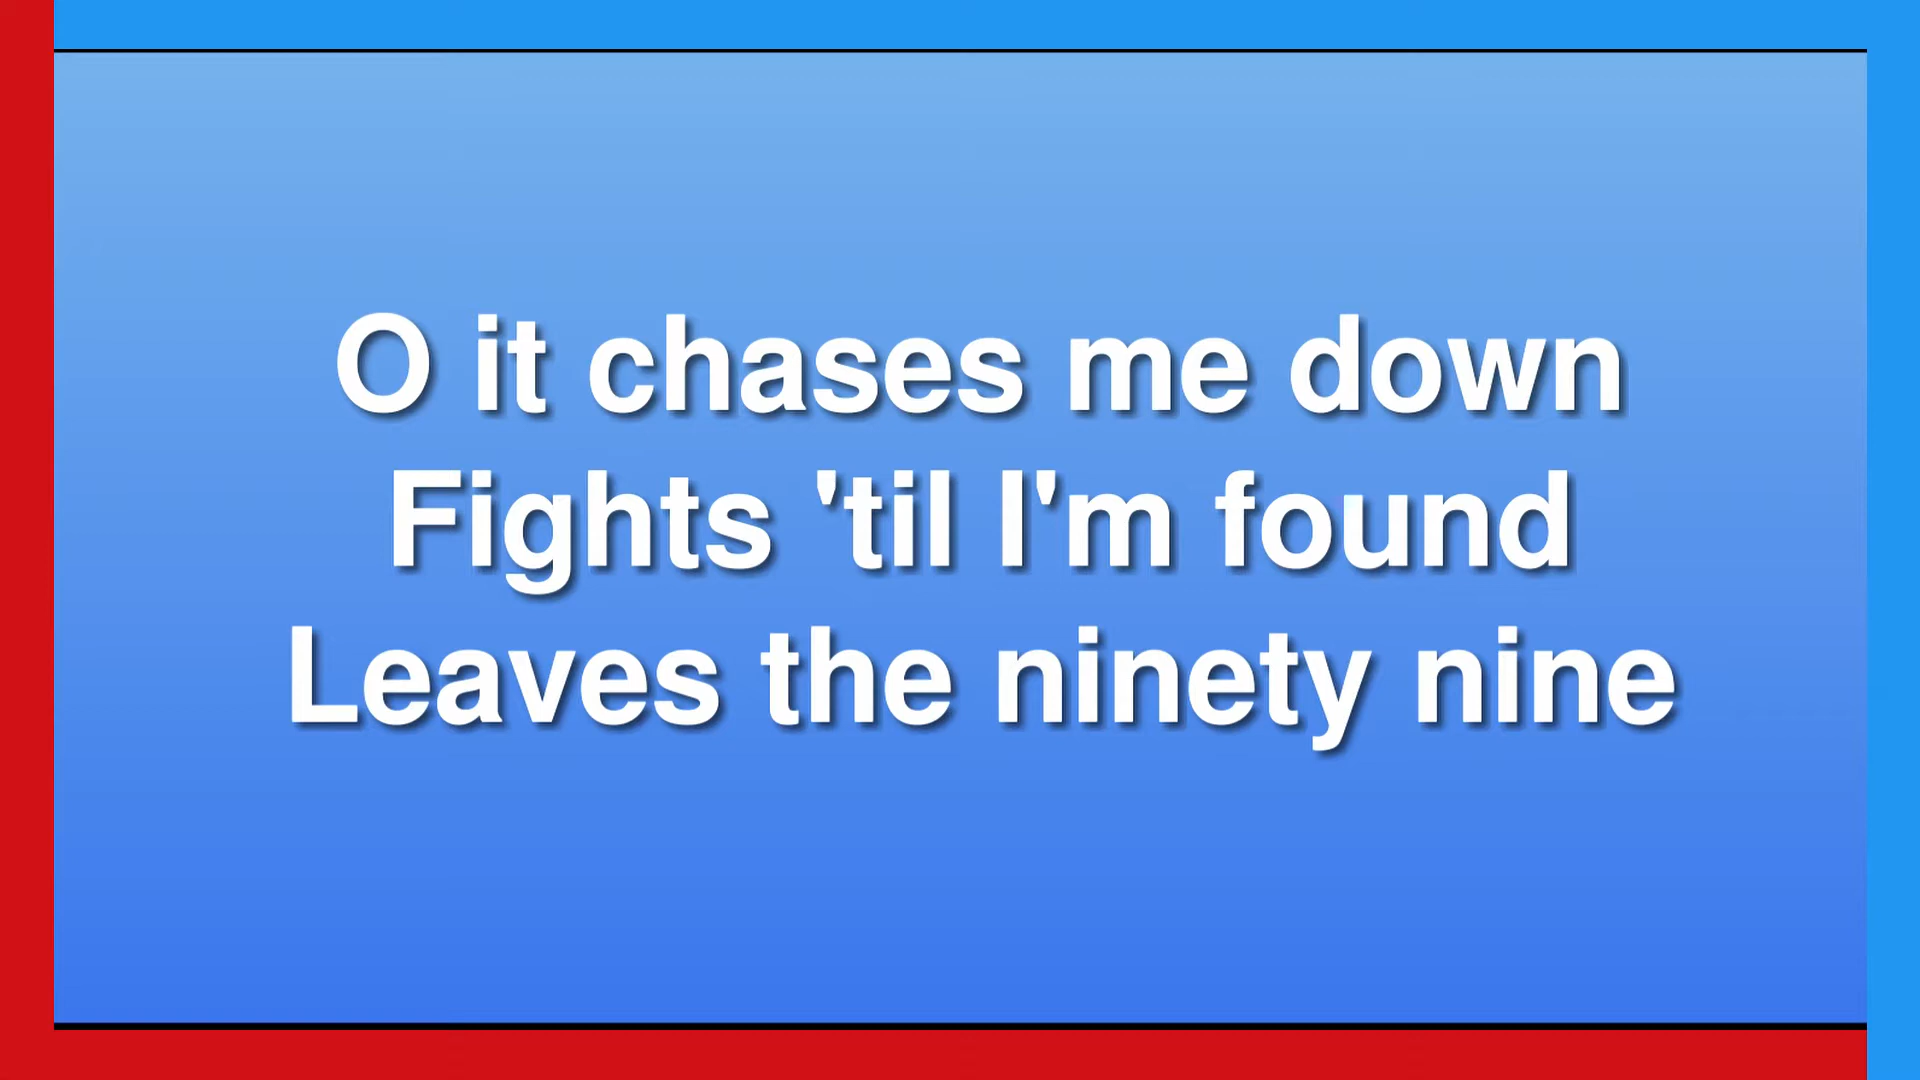 O it chases me down
Fights 'til I'm found
Leaves the ninety nine